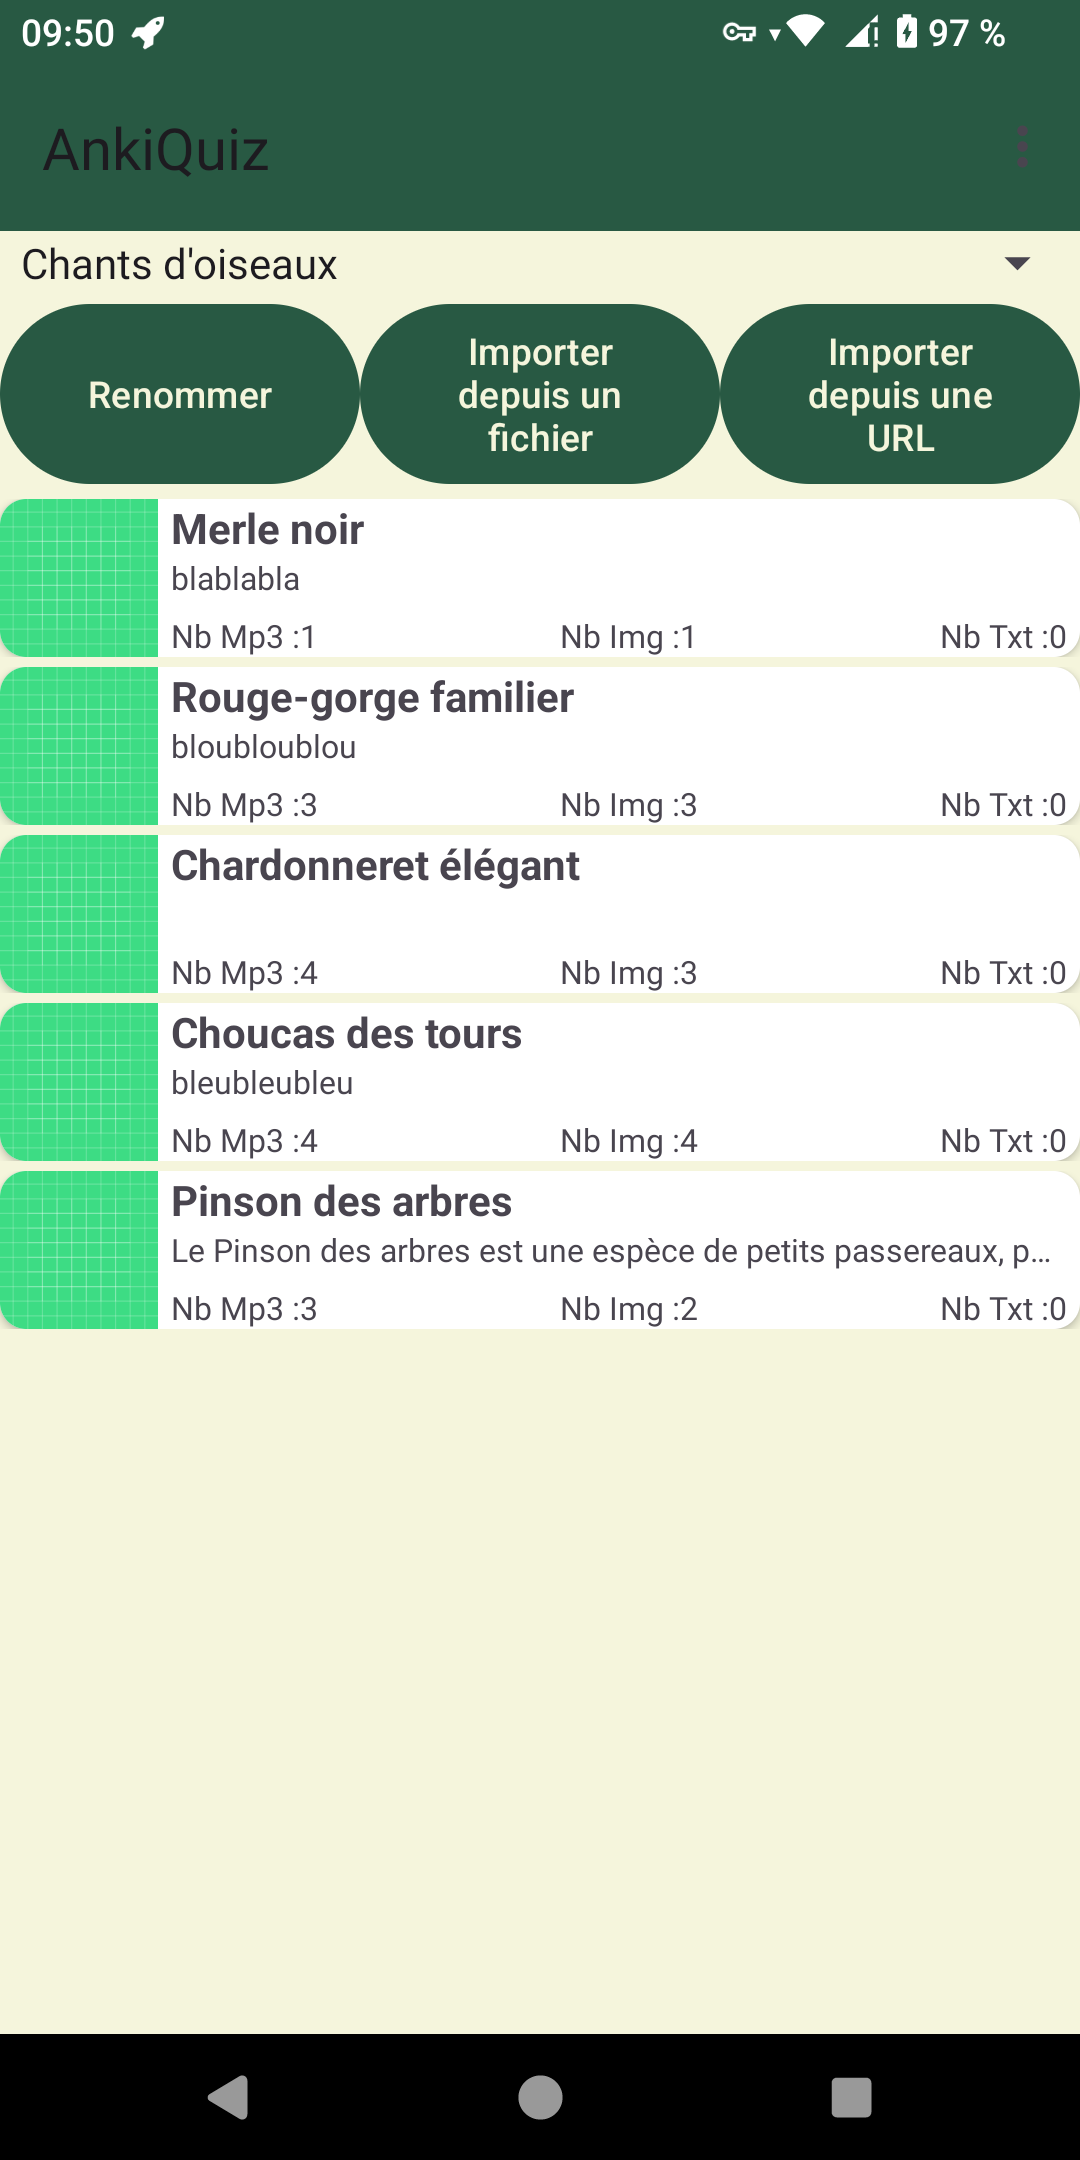 09:50 97 %
AnkiQuiz
Chants d'oiseaux
Renommer
Importer
depuis un
fichier
Importer
depuis une
URL
Merle noir
blablabla
Nb Mp3 :1 Nb Img :1 Nb Txt :0
Rouge-gorge familier
bloubloublou
Nb Mp3 :3 Nb Img :3 Nb Txt :0
Chardonneret élégant
Nb Mp3 :4 Nb Img :3 Nb Txt :0
Choucas des tours
bleubleubleu
Nb Mp3 :4 Nb Img :4 Nb Txt :0
Pinson des arbres
Le Pinson des arbres est une espèce de petits passereaux, p...
Nb Mp3 :3 Nb Img :2 Nb Txt :0